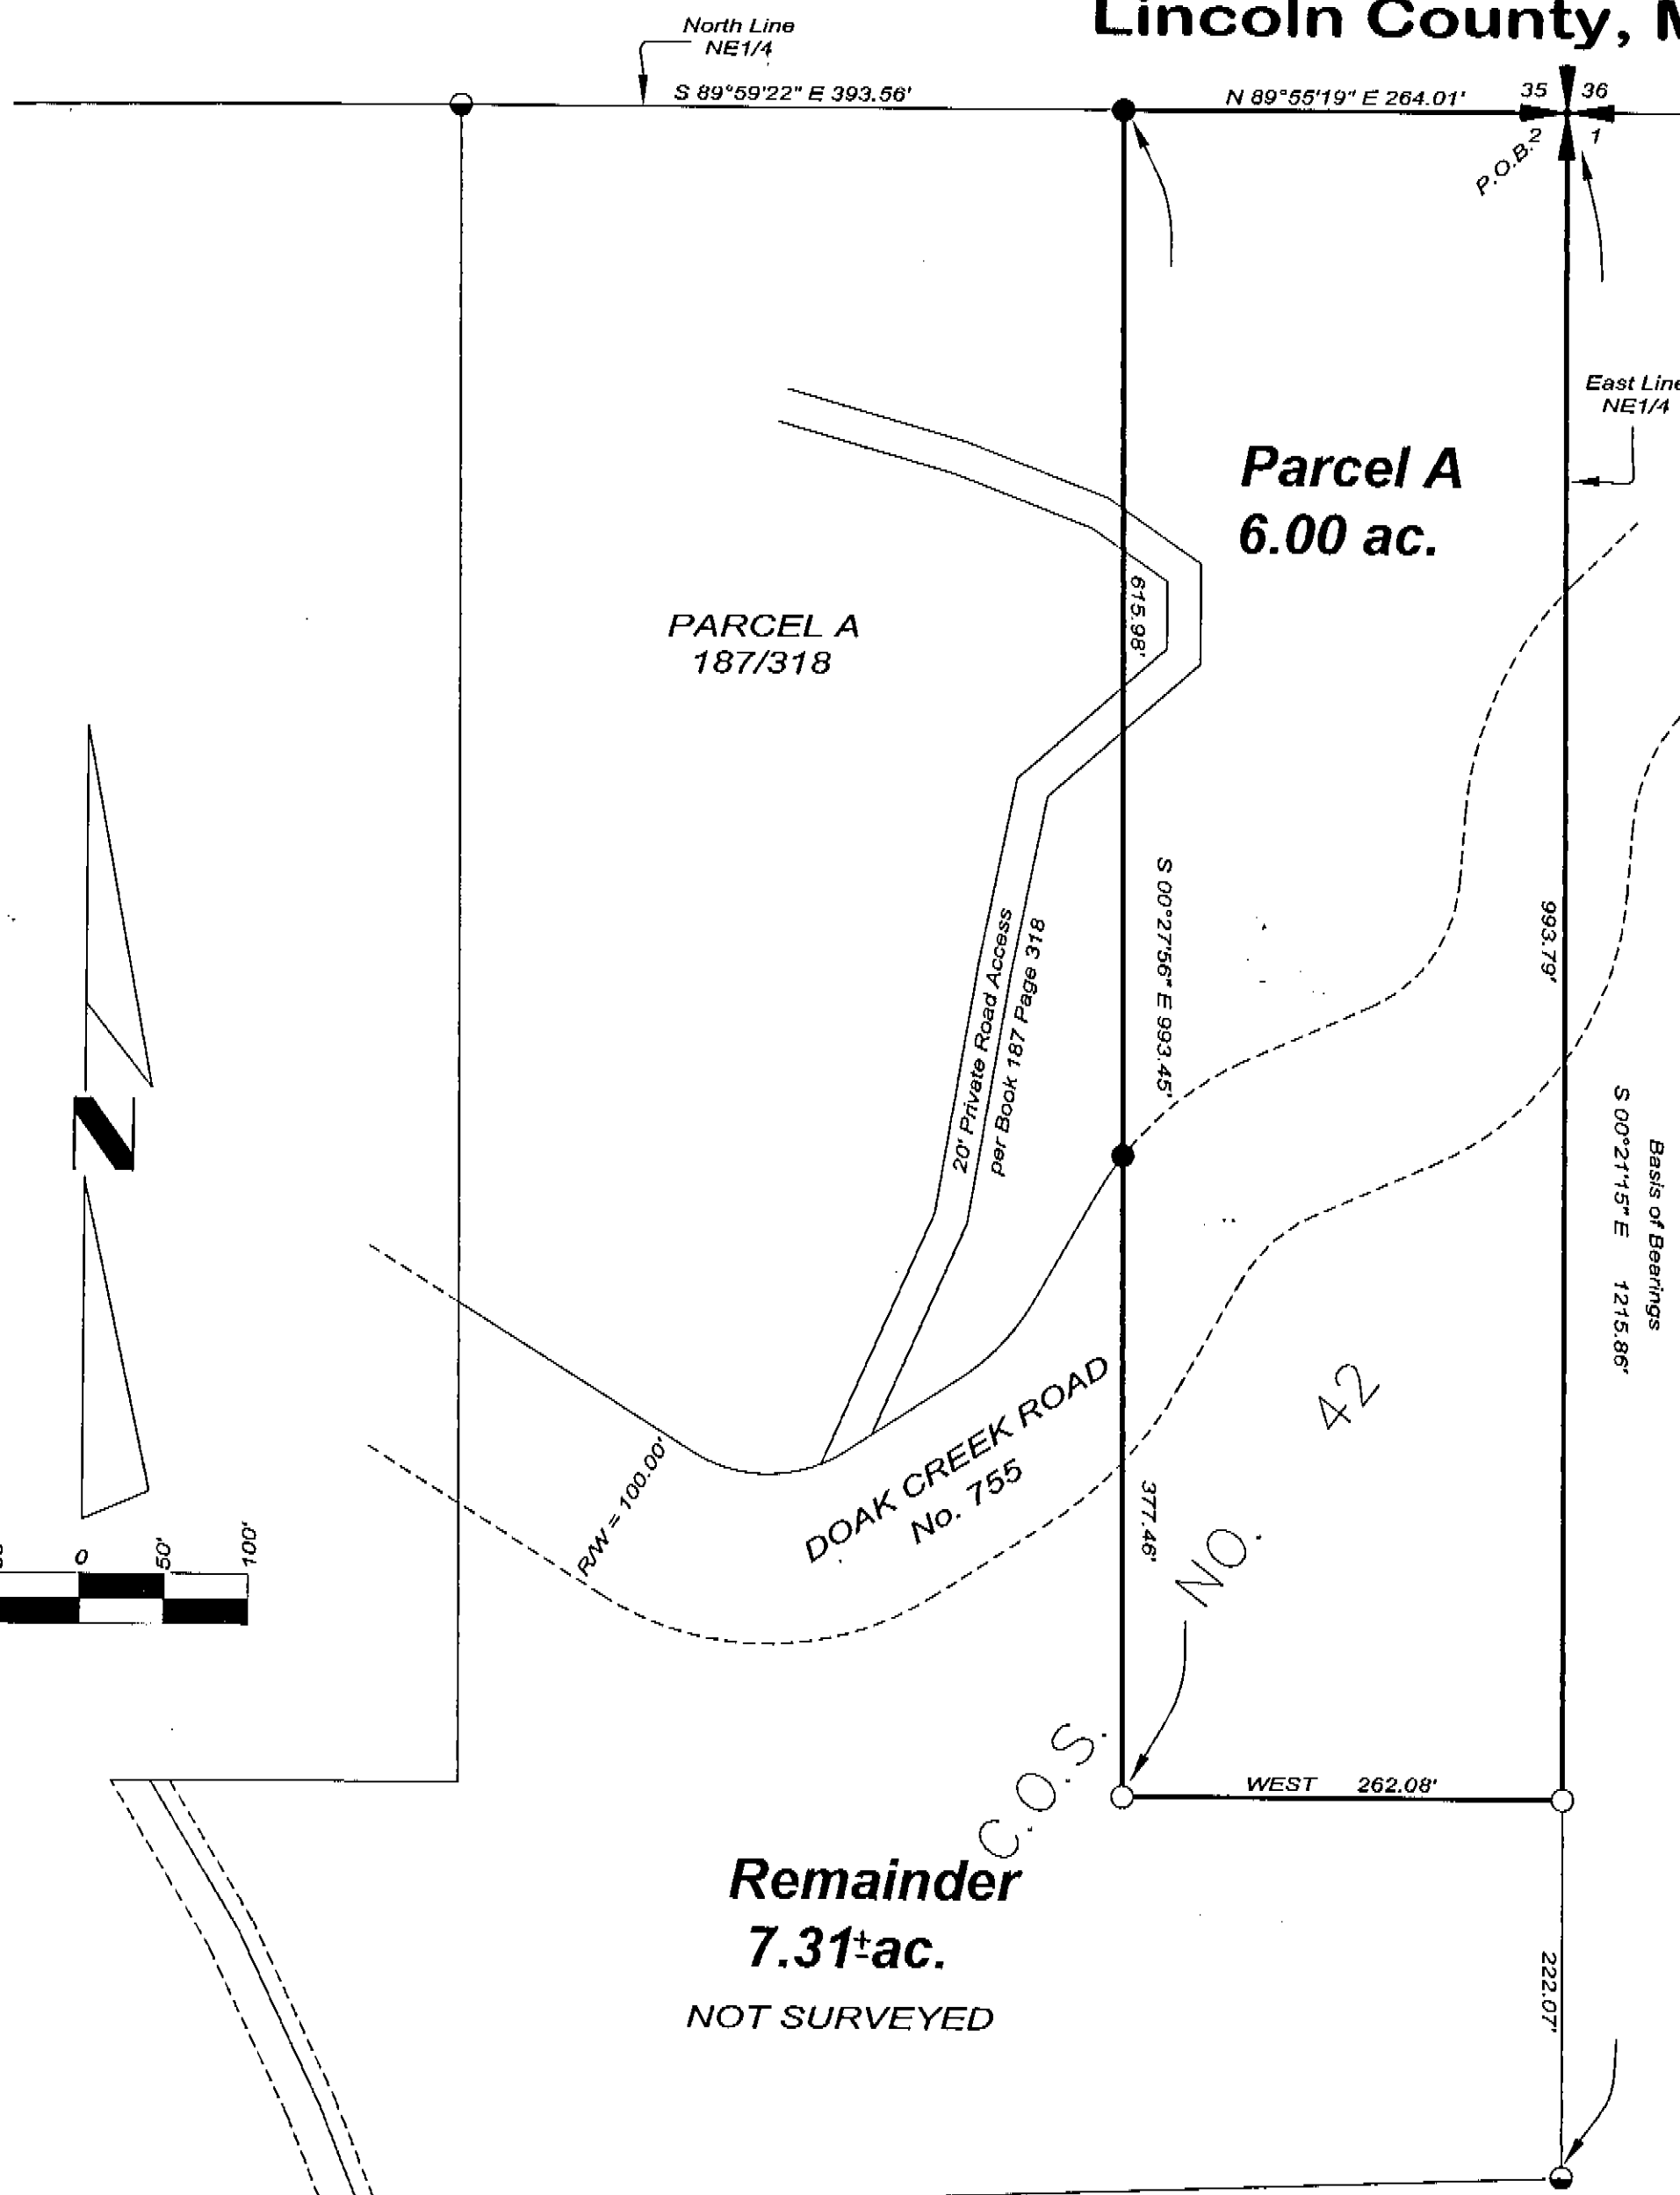 Lincoln County, M
North Line
NE1/4
S 89°59'22" E 393.56'
N 89°55'19" E 264.01'
35 36
2 1
P.O.B.
East Line
NE1/4
Parcel A
6.00 ac.
615.98'
PARCEL A
187/318
S 00°27'56" E 993.45'
993.79'
20' Private Road Access
per Book 187 Page 318
N
Basis of Bearings
S 00°21'15" E 1215.86'
DOAK CREEK ROAD
No. 755
R/W = 100.00'
377.46'
C.O.S. NO. 42
0 50' 100'
WEST 262.08'
Remainder
7.31±ac.
NOT SURVEYED
222.07'